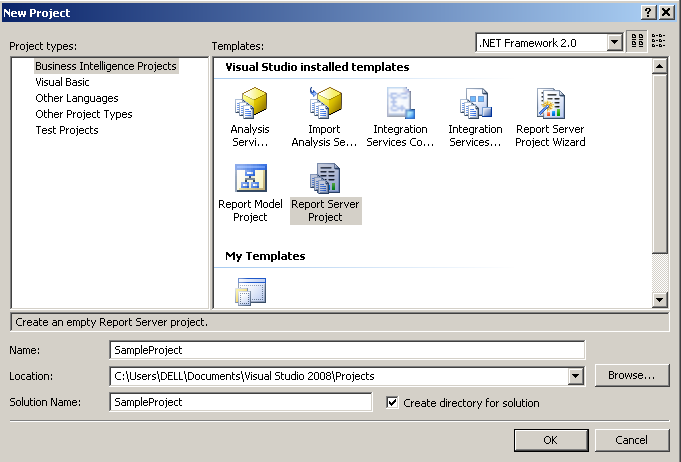 New Project
Project types:
Templates:
.NET Framework 2.0
Business Intelligence Projects
Visual Basic
Other Languages
Other Project Types
Test Projects
Visual Studio installed templates
Analysis
Servi...
Import
Analysis Se...
Integration
Services Co...
Integration
Services...
Report Server
Project Wizard
Report Model
Project
Report Server
Project
My Templates
Create an empty Report Server project.
Name:
SampleProject
Location:
C:\Users\DELL\Documents\Visual Studio 2008\Projects
Browse...
Solution Name:
SampleProject
Create directory for solution
OK
Cancel